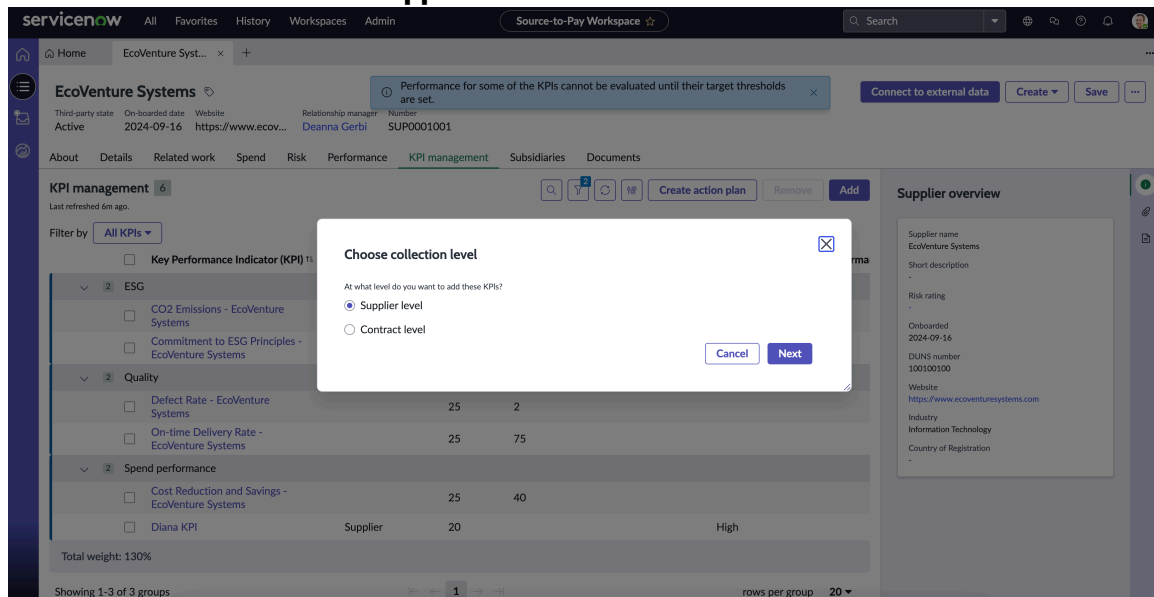 servicenow All Favorites History Workspaces Admin Source-to-Pay Workspace Search
Home EcoVenture Syst... × +
EcoVenture Systems
Performance for some of the KPIs cannot be evaluated until their target thresholds are set.
Connect to external data Create Save
Third-party state On-boarded date Website Relationship manager Number
Active 2024-09-16 https://www.ecov... Deanna Gerbi SUP0001001
About Details Related work Spend Risk Performance KPI management Subsidiaries Documents
KPI management 6
Last refreshed 6m ago.
2 Create action plan Remove Add
Filter by All KPIs
Key Performance Indicator (KPI)
2 ESG
CO2 Emissions - EcoVenture
Systems
Commitment to ESG Principles -
EcoVenture Systems
2 Quality
Defect Rate - EcoVenture
Systems 25 2
On-time Delivery Rate -
EcoVenture Systems 25 75
2 Spend performance
Cost Reduction and Savings -
EcoVenture Systems 25 40
Diana KPI Supplier 20 High
Total weight: 130%
Showing 1-3 of 3 groups 1 rows per group 20
Choose collection level
At what level do you want to add these KPIs?
Supplier level
Contract level
Cancel Next
Supplier overview
Supplier name
EcoVenture Systems
Short description
-
Risk rating
-
Onboarded
2024-09-16
DUNS number
100100100
Website
https://www.ecoventuresystems.com
Industry
Information Technology
Country of Registration
-